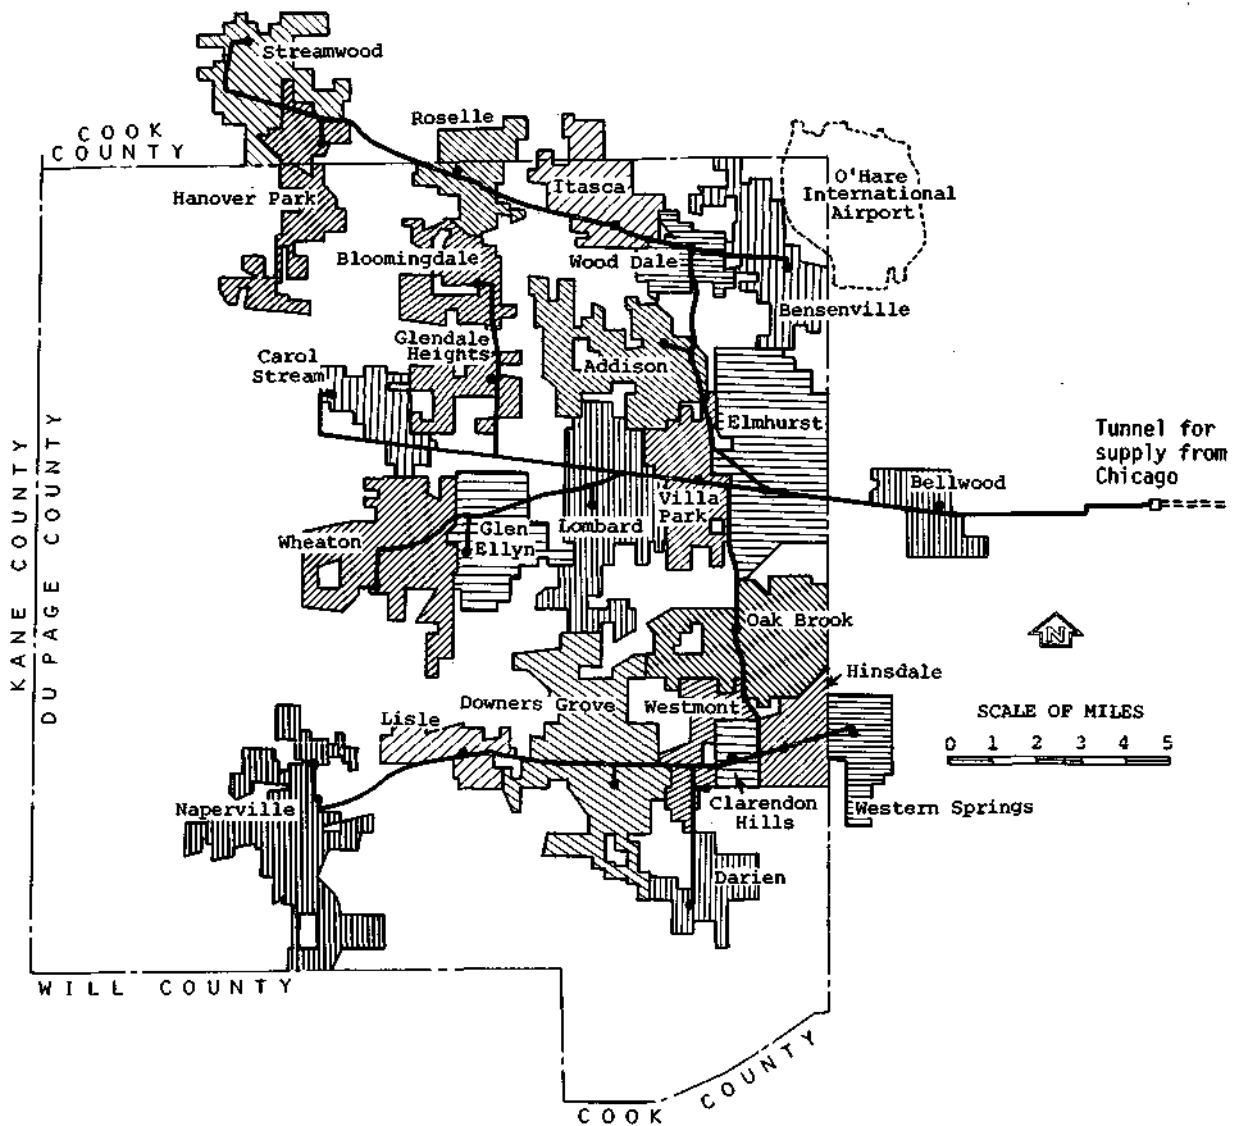 Streamwood
Roselle
COOK
COUNTY
O'Hare
International
Airport
Itasca
Hanover Park
Bloomingdale
Wood Dale
Bensenville
Glendale
Heights
Carol
Stream
Addison
Elmhurst
Tunnel for
supply from
Chicago
KANE COUNTY
DU PAGE COUNTY
Bellwood
Villa
Park
Lombard
Glen
Ellyn
Wheaton
Oak Brook
N
Hinsdale
Downers Grove
Westmont
Lisle
SCALE OF MILES
0 1 2 3 4 5
Naperville
Clarendon
Hills
Western Springs
Darien
WILL COUNTY
COOK COUNTY